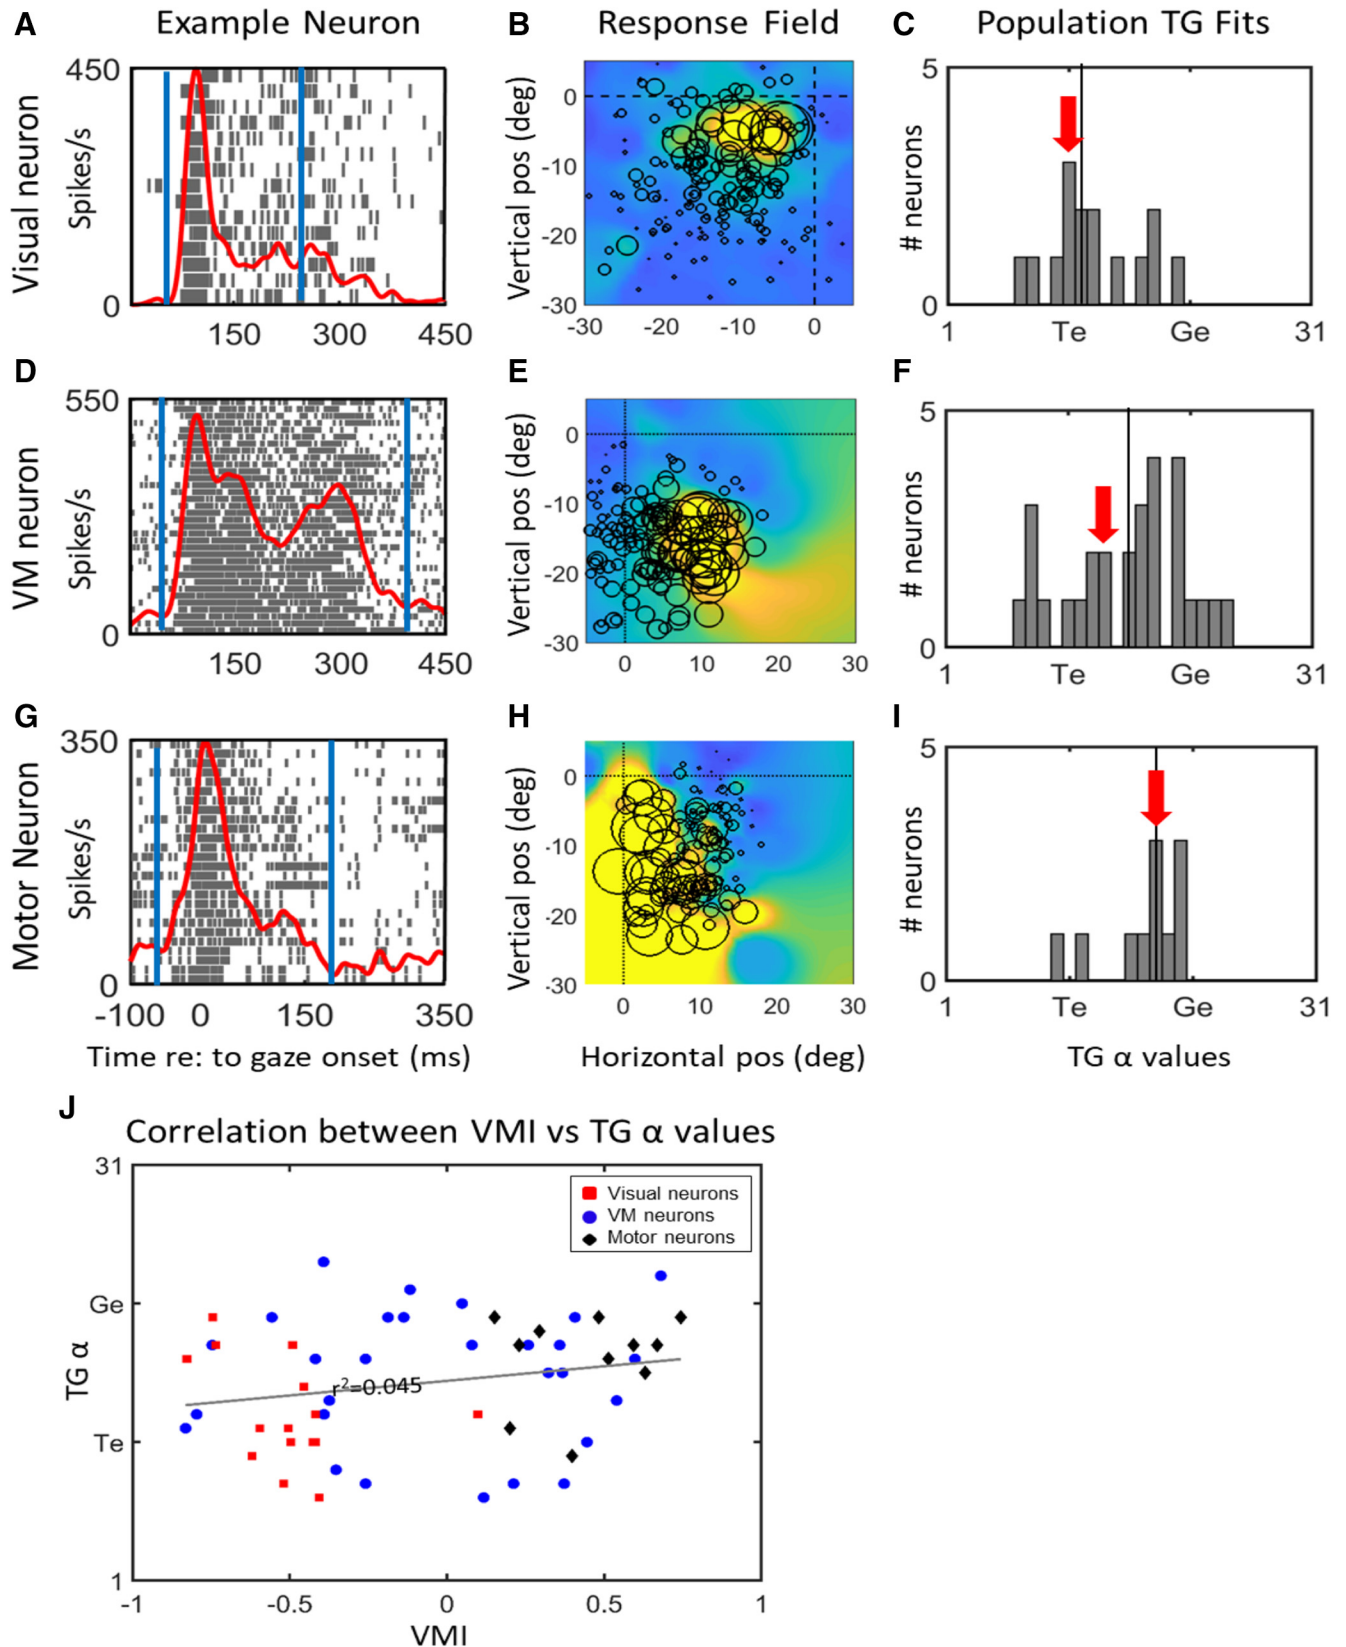 A Example Neuron
B Response Field
C Population TG Fits
Visual neuron
Spikes/s
450
0
150 300 450
Vertical pos (deg)
0
-10
-20
-30
-30 -20 -10 0
# neurons
5
0
1 Te Ge 31
D
E
F
VM neuron
Spikes/s
550
0
150 300 450
Vertical pos (deg)
0
-10
-20
-30
0 10 20 30
# neurons
5
0
1 Te Ge 31
G
H
I
Motor Neuron
Spikes/s
350
0
-100 0 150 350
Time re: to gaze onset (ms)
Vertical pos (deg)
0
-10
-20
-30
0 10 20 30
Horizontal pos (deg)
# neurons
5
0
1 Te Ge 31
TG α values
J
Correlation between VMI vs TG α values
31
Ge
Te
1
TG α
Visual neurons
VM neurons
Motor neurons
r²=0.045
-1 -0.5 0 0.5 1
VMI